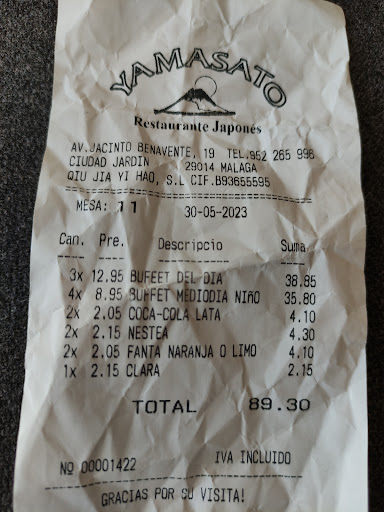 YAMASATO
Restaurante Japonés
AV.JACINTO BENAVENTE, 19 TEL.952 265 998
CIUDAD JARDIN 29014 MALAGA
QIU JIA YI HAO, S.L CIF.B93655595
MESA: 11 30-05-2023
Can. Pre. Descripcio Suma
3x 12.95 BUFEET DEL DIA 38.85
4x 8.95 BUFFET MEDIODIA NIñO 35.80
2x 2.05 COCA-COLA LATA 4.10
2x 2.15 NESTEA 4.30
2x 2.05 FANTA NARANJA O LIMO 4.10
1x 2.15 CLARA 2.15
TOTAL 89.30
Nº 00001422 IVA INCLUIDO
GRACIAS POR SU VISITA!